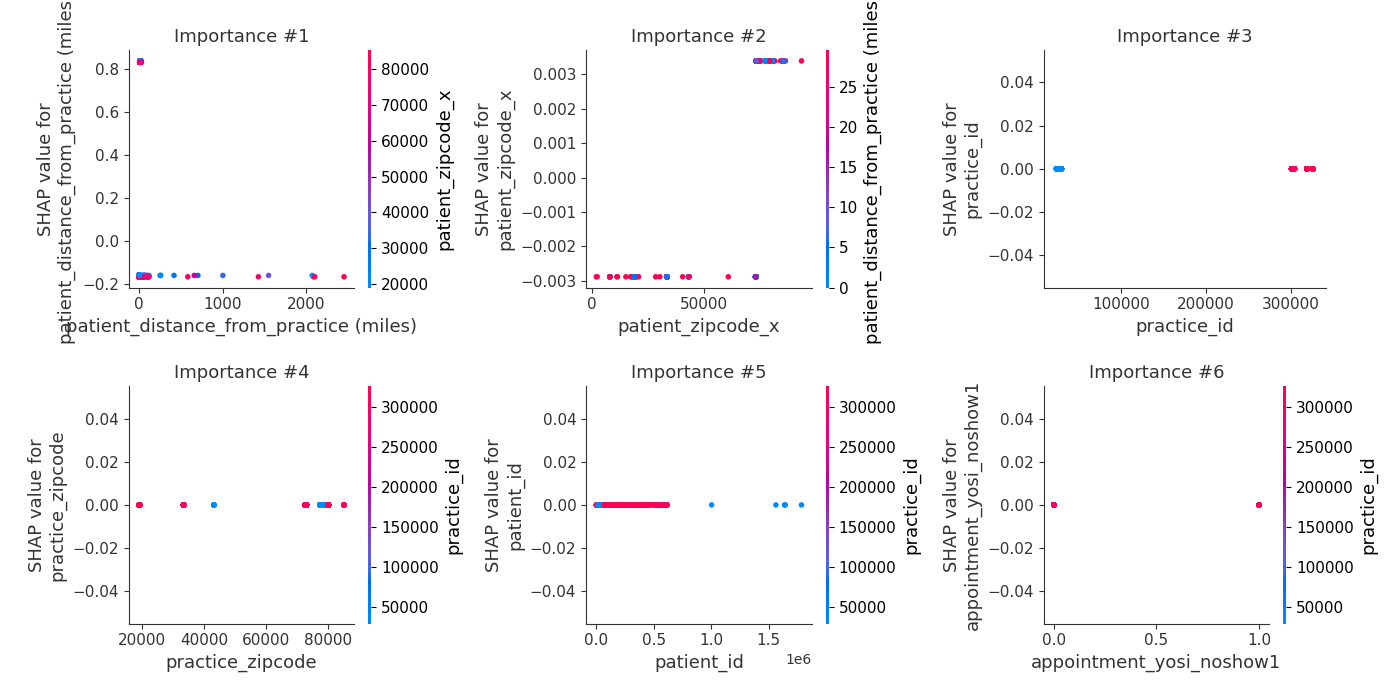 Importance #1
SHAP value for
patient_distance_from_practice (miles)
0.8
0.6
0.4
0.2
0.0
−0.2
0
1000
2000
patient_distance_from_practice (miles)
80000
70000
60000
50000
40000
30000
20000
patient_zipcode_x
Importance #2
SHAP value for
patient_zipcode_x
0.003
0.002
0.001
0.000
−0.001
−0.002
−0.003
0
50000
patient_zipcode_x
25
20
15
10
5
0
patient_distance_from_practice (miles)
Importance #3
SHAP value for
practice_id
0.04
0.02
0.00
−0.02
−0.04
100000
200000
300000
practice_id
Importance #4
SHAP value for
practice_zipcode
0.04
0.02
0.00
−0.02
−0.04
20000
40000
60000
80000
practice_zipcode
300000
250000
200000
150000
100000
50000
practice_id
Importance #5
SHAP value for
patient_id
0.04
0.02
0.00
−0.02
−0.04
0.0
0.5
1.0
1.5
1e6
patient_id
300000
250000
200000
150000
100000
50000
practice_id
Importance #6
SHAP value for
appointment_yosi_noshow1
0.04
0.02
0.00
−0.02
−0.04
0.0
0.5
1.0
appointment_yosi_noshow1
300000
250000
200000
150000
100000
50000
practice_id